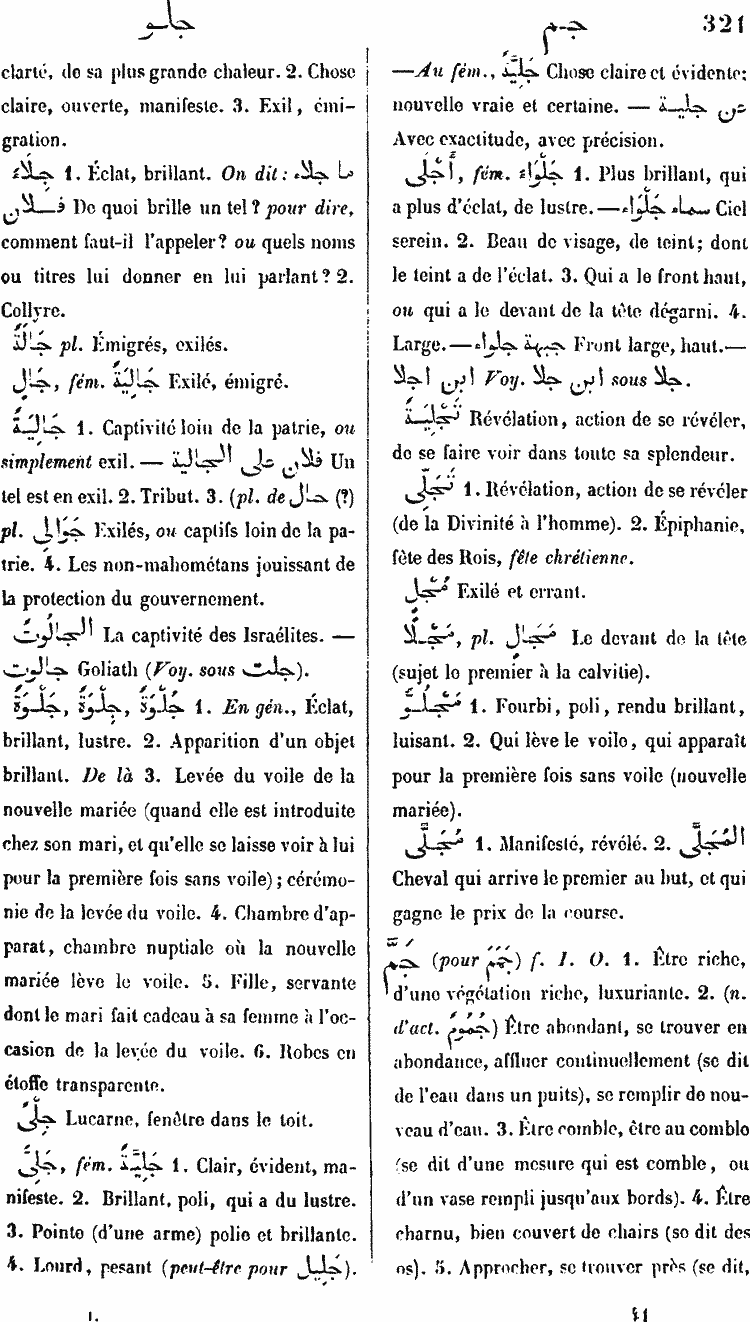 جلو
جم
321
clarté, de sa plus grande chaleur. 2. Chose
claire, ouverte, manifeste. 3. Exil, émi-
gration.
جِلَاءٌ 1. Éclat, brillant. On dit: ما جلاء
فـلان De quoi brille un tel? pour dire,
comment faut-il l'appeler? ou quels noms
ou titres lui donner en lui parlant? 2.
Collyre.
جَالَةٌ pl. Émigrés, exilés.
جَالٍ, fém. جَالِيَةٌ Exilé, émigré.
جَالِيَةٌ 1. Captivité loin de la patrie, ou
simplement exil. — فلان على الجالية Un
tel est en exil. 2. Tribut. 3. (pl. de جال (?)
pl. جَوَالٍى Exilés, ou captifs loin de la pa-
trie. 4. Les non-mahométans jouissant de
la protection du gouvernement.
الجالُوتُ La captivité des Israélites. —
جالوت Goliath (Voy. sous جلت).
جَلْوَةٌ, جِلْوَةٌ, جُلْوَةٌ 1. En gén., Éclat,
brillant, lustre. 2. Apparition d'un objet
brillant. De là 3. Levée du voile de la
nouvelle mariée (quand elle est introduite
chez son mari, et qu'elle se laisse voir à lui
pour la première fois sans voile); cérémo-
nie de la levée du voile. 4. Chambre d'ap-
parat, chambre nuptiale où la nouvelle
mariée lève le voile. 5. Fille, servante
dont le mari fait cadeau à sa femme à l'oc-
casion de la levée du voile. 6. Robes en
étoffe transparente.
جِلِّى Lucarne, fenêtre dans le toit.
جَلِىٌّ, fém. جَلِيَّةٌ 1. Clair, évident, ma-
nifeste. 2. Brillant, poli, qui a du lustre.
3. Pointe (d'une arme) polie et brillante.
4. Lourd, pesant (peut-être pour جَلِيل).
I.
—Au fém., جَلِيَّةٌ Chose claire et évidente;
nouvelle vraie et certaine. — عن جلية
Avec exactitude, avec précision.
أَجْلَى, fém. جَلْوَاءُ 1. Plus brillant, qui
a plus d'éclat, de lustre. — سماء جَلْوَاء Ciel
serein. 2. Beau de visage, de teint; dont
le teint a de l'éclat. 3. Qui a le front haut,
ou qui a le devant de la tête dégarni. 4.
Large. — جبهة جلواء Front large, haut.—
ابن اجلا Voy. ابن جلا sous جلا.
تَجْلِيَةٌ Révélation, action de se révéler,
de se faire voir dans toute sa splendeur.
تَجَلٍّى 1. Révélation, action de se révéler
(de la Divinité à l'homme). 2. Épiphanie,
fête des Rois, fête chrétienne.
مُجْلٍ Exilé et errant.
مَجْلًا, pl. مَجَالٍ Le devant de la tête
(sujet le premier à la calvitie).
مَجْلُوٌّ 1. Fourbi, poli, rendu brillant,
luisant. 2. Qui lève le voile, qui apparaît
pour la première fois sans voile (nouvelle
mariée).
مُجَلًّى 1. Manifesté, révélé. 2. المُجَلَّى
Cheval qui arrive le premier au but, et qui
gagne le prix de la course.
جَمَّ (pour جَمَمَ) f. I. O. 1. Être riche,
d'une végétation riche, luxuriante. 2. (n.
d'act. جُمُومٌ) Être abondant, se trouver en
abondance, affluer continuellement (se dit
de l'eau dans un puits), se remplir de nou-
veau d'eau. 3. Être comble, être au comble
(se dit d'une mesure qui est comble, ou
d'un vase rempli jusqu'aux bords). 4. Être
charnu, bien couvert de chairs (se dit des
os). 5. Approcher, se trouver près (se dit,
41